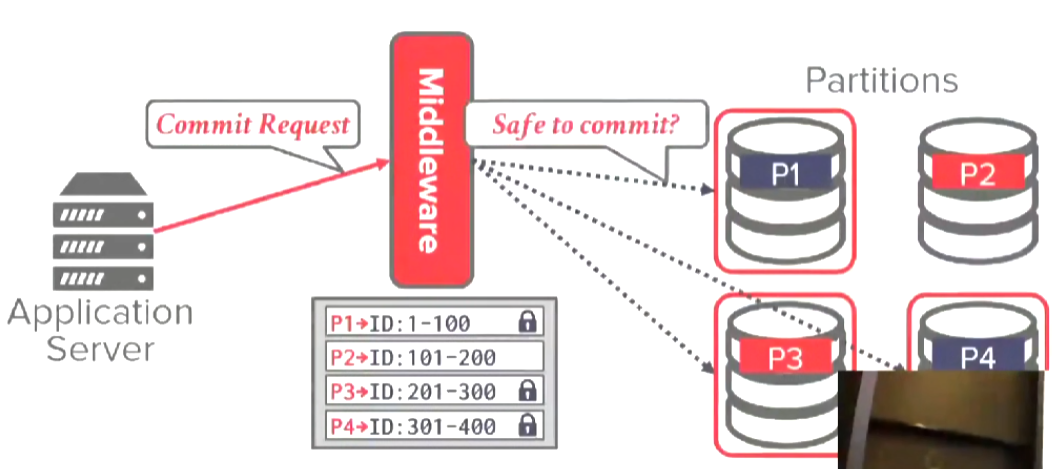 Partitions
Commit Request
Middleware
Safe to commit?
P1
P2
Application
Server
P1→ID:1-100
P2→ID:101-200
P3→ID:201-300
P4→ID:301-400
P3
P4